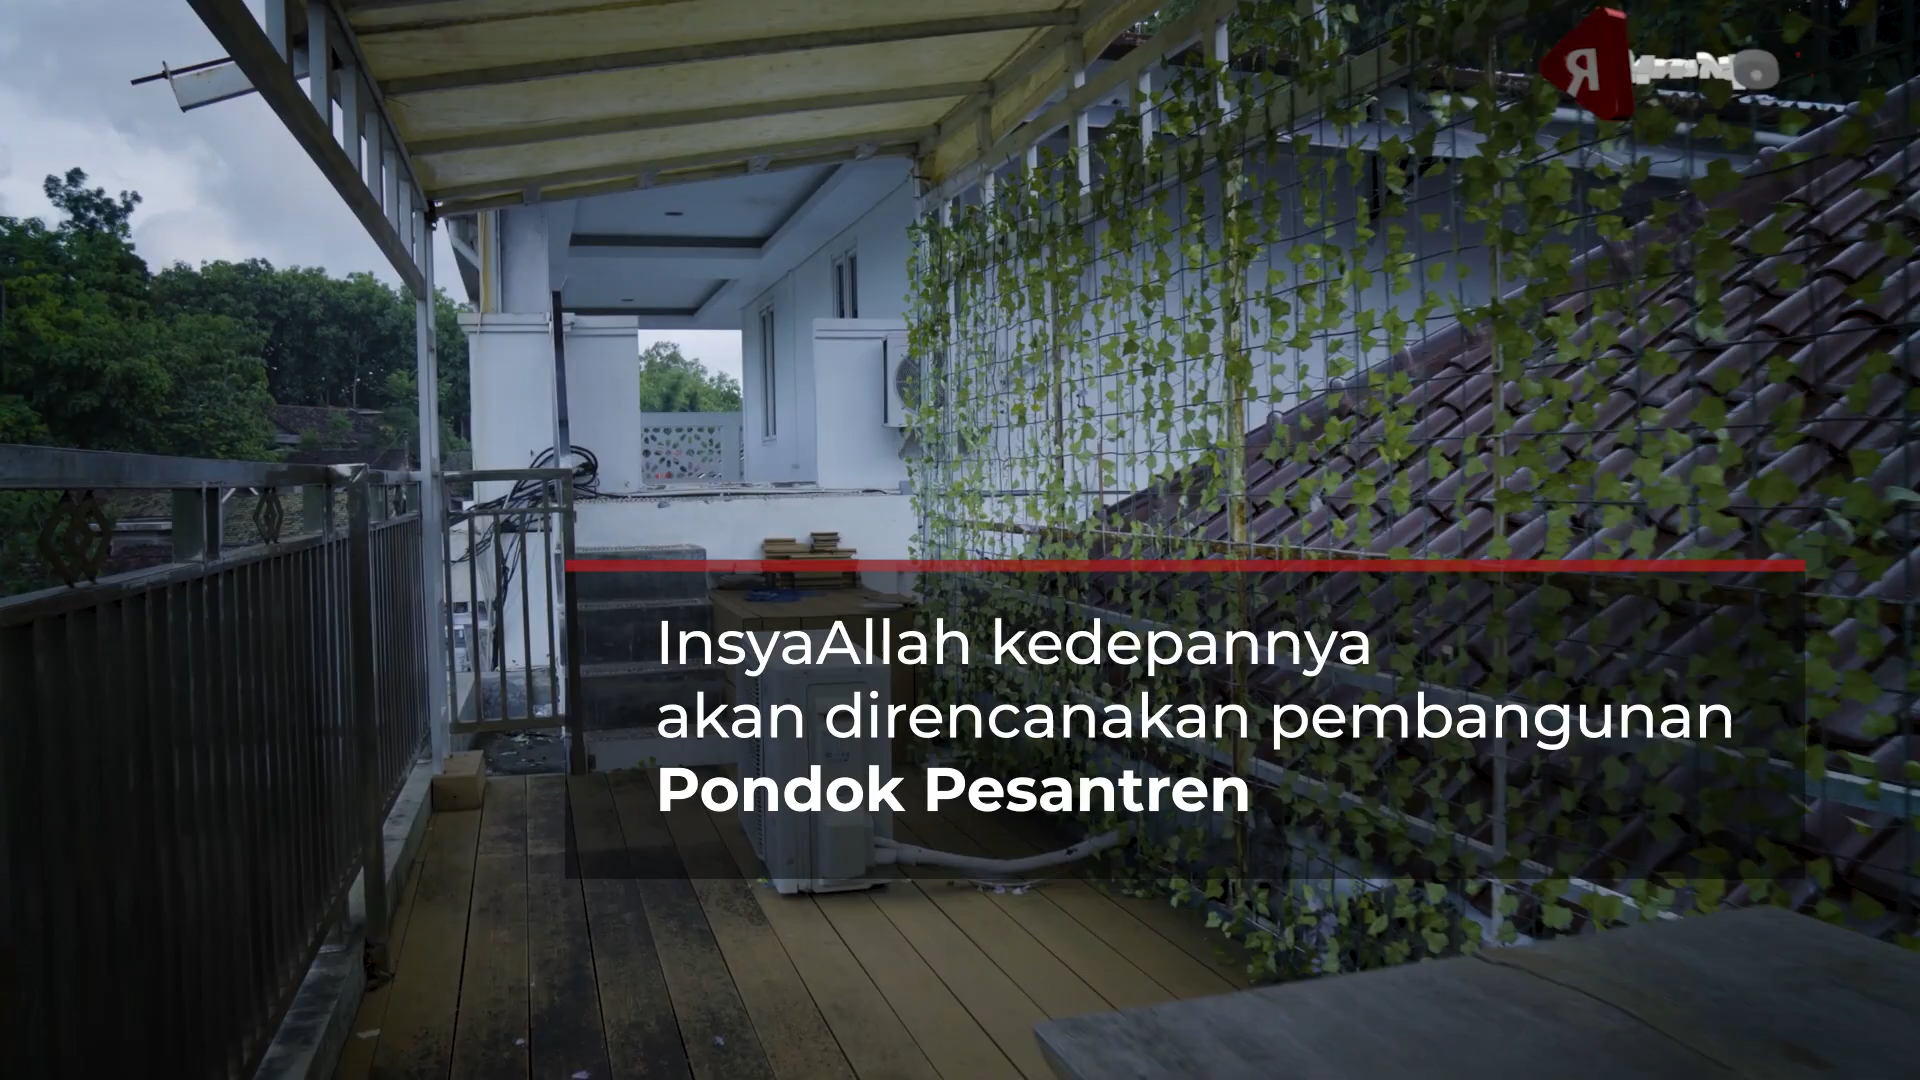 InsyaAllah kedepannya
akan direncanakan pembangunan
Pondok Pesantren